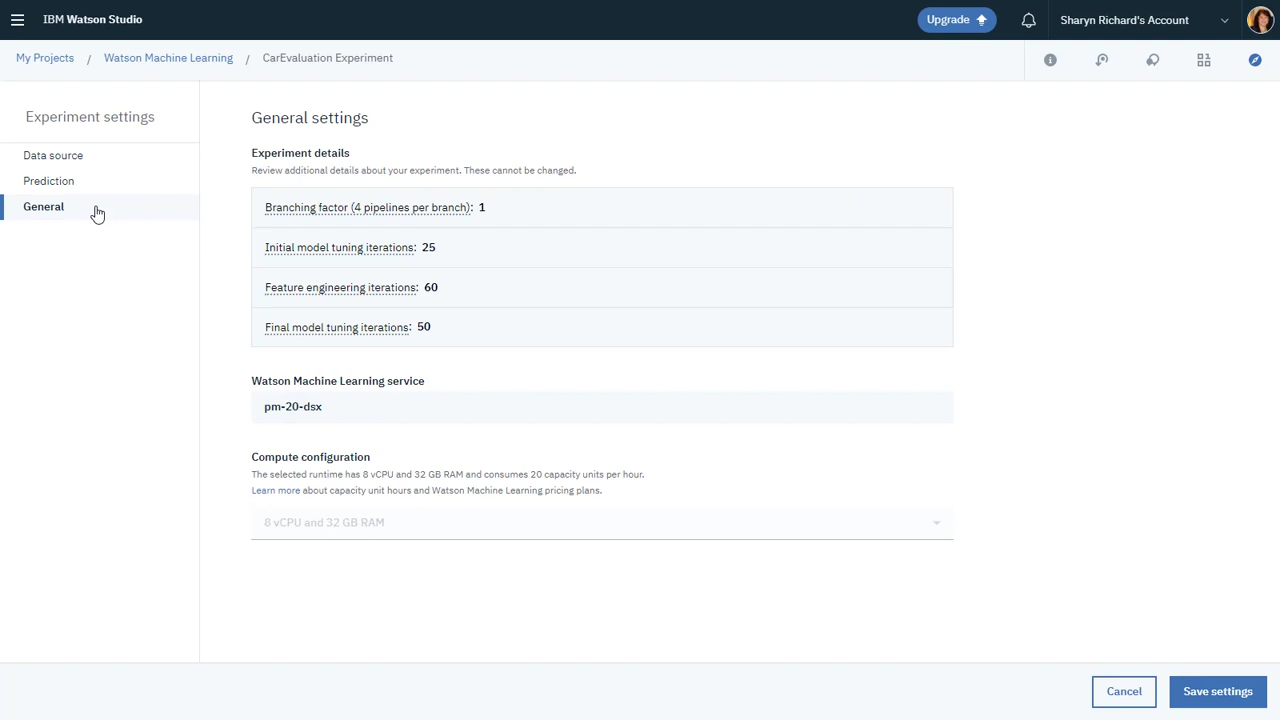 IBM Watson Studio
Upgrade
Sharyn Richard's Account
My Projects / Watson Machine Learning / CarEvaluation Experiment
Experiment settings
Data source
Prediction
General
General settings
Experiment details
Review additional details about your experiment. These cannot be changed.
Branching factor (4 pipelines per branch): 1
Initial model tuning iterations: 25
Feature engineering iterations: 60
Final model tuning iterations: 50
Watson Machine Learning service
pm-20-dsx
Compute configuration
The selected runtime has 8 vCPU and 32 GB RAM and consumes 20 capacity units per hour.
Learn more about capacity unit hours and Watson Machine Learning pricing plans.
8 vCPU and 32 GB RAM
Cancel
Save settings